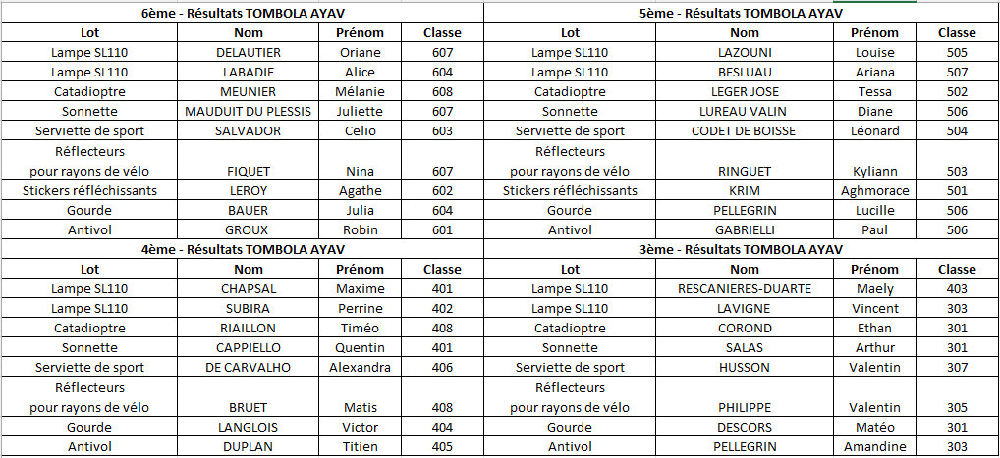 6ème - Résultats TOMBOLA AYAV
Lot Nom Prénom Classe
Lampe SL110 DELAUTIER Oriane 607
Lampe SL110 LABADIE Alice 604
Catadioptre MEUNIER Mélanie 608
Sonnette MAUDUIT DU PLESSIS Juliette 607
Serviette de sport SALVADOR Celio 603
Réflecteurs
pour rayons de vélo FIQUET Nina 607
Stickers réfléchissants LEROY Agathe 602
Gourde BAUER Julia 604
Antivol GROUX Robin 601
5ème - Résultats TOMBOLA AYAV
Lot Nom Prénom Classe
Lampe SL110 LAZOUNI Louise 505
Lampe SL110 BESLUAU Ariana 507
Catadioptre LEGER JOSE Tessa 502
Sonnette LUREAU VALIN Diane 506
Serviette de sport CODET DE BOISSE Léonard 504
Réflecteurs
pour rayons de vélo RINGUET Kyliann 503
Stickers réfléchissants KRIM Aghmorace 501
Gourde PELLEGRIN Lucille 506
Antivol GABRIELLI Paul 506
4ème - Résultats TOMBOLA AYAV
Lot Nom Prénom Classe
Lampe SL110 CHAPSAL Maxime 401
Lampe SL110 SUBIRA Perrine 402
Catadioptre RIAILLON Timéo 408
Sonnette CAPPIELLO Quentin 401
Serviette de sport DE CARVALHO Alexandra 406
Réflecteurs
pour rayons de vélo BRUET Matis 408
Gourde LANGLOIS Victor 404
Antivol DUPLAN Titien 405
3ème - Résultats TOMBOLA AYAV
Lot Nom Prénom Classe
Lampe SL110 RESCANIERES-DUARTE Maely 403
Lampe SL110 LAVIGNE Vincent 303
Catadioptre COROND Ethan 301
Sonnette SALAS Arthur 301
Serviette de sport HUSSON Valentin 307
Réflecteurs
pour rayons de vélo PHILIPPE Valentin 305
Gourde DESCORS Matéo 301
Antivol PELLEGRIN Amandine 303